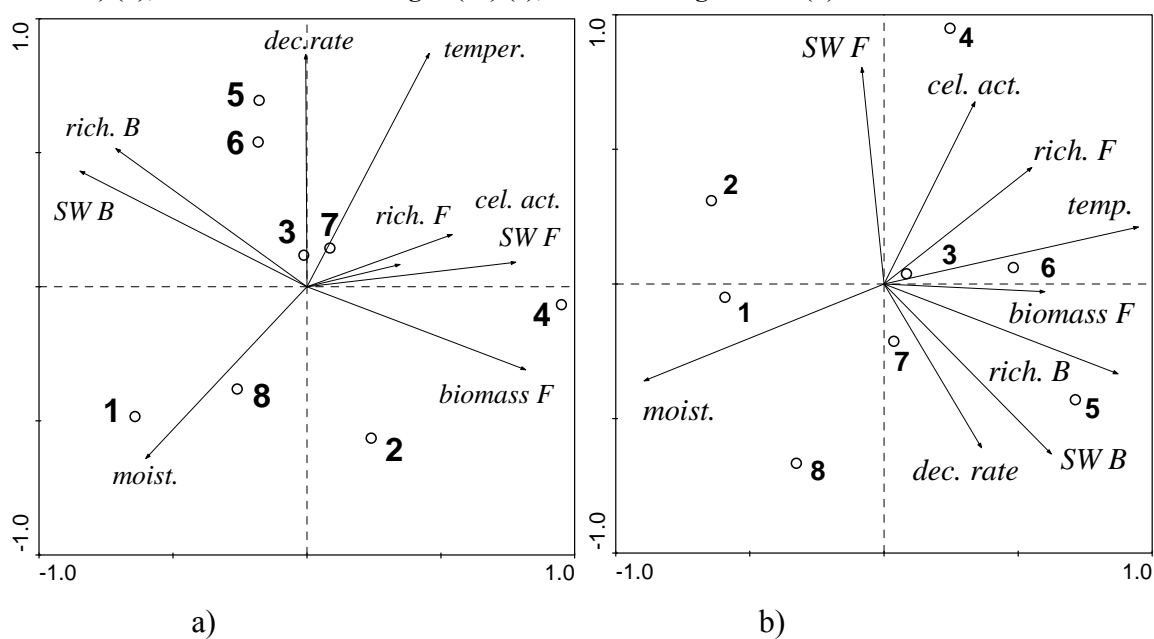 1.0
dec.rate
temper.
5
rich. B
6
SW B
3
7
rich. F
cel. act.
SW F
4
biomass F
1
8
2
moist.
-1.0
-1.0
1.0
a)
1.0
SW F
4
cel. act.
rich. F
2
temp.
3
6
1
biomass F
7
rich. B
5
moist.
8
dec. rate
SW B
-1.0
-1.0
1.0
b)